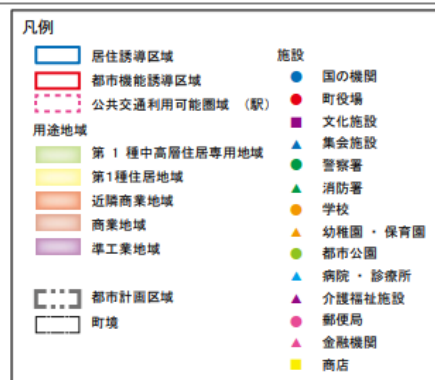 凡例
居住誘導区域
都市機能誘導区域
公共交通利用可能圏域 (駅)
用途地域
第 1 種中高層住居専用地域
第1種住居地域
近隣商業地域
商業地域
準工業地域
都市計画区域
町境
施設
国の機関
町役場
文化施設
集会施設
警察署
消防署
学校
幼稚園 ・ 保育園
都市公園
病院 ・ 診療所
介護福祉施設
郵便局
金融機関
商店